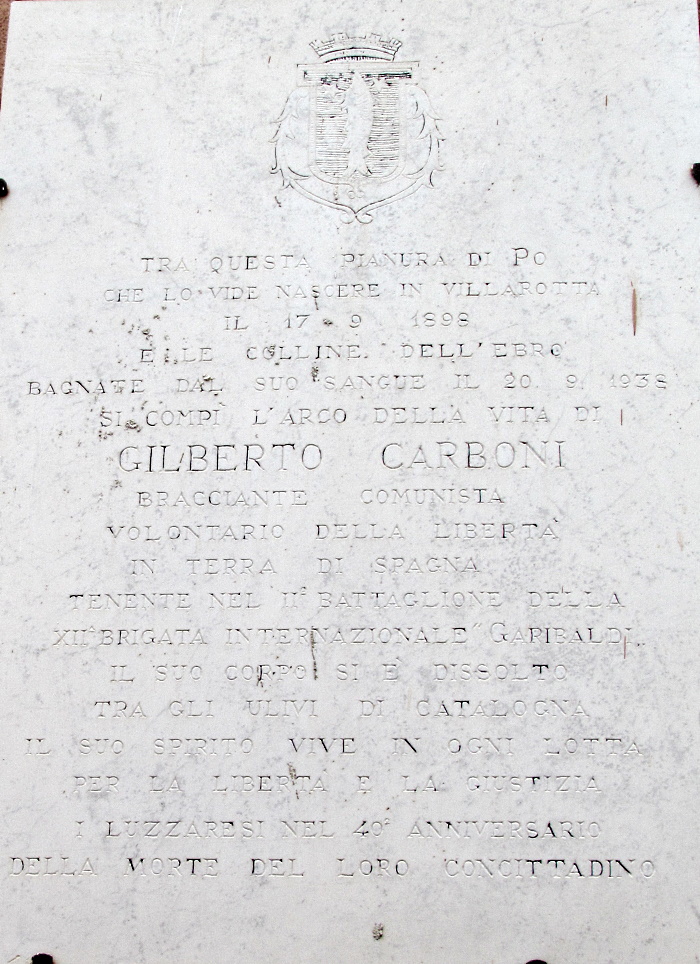 TRA QUESTA PIANURA DI PO
CHE LO VIDE NASCERE IN VILLAROTTA
IL 17 9 1898
E LE COLLINE DELL'EBRO
BAGNATE DAL SUO SANGUE IL 20 9 1938
SI COMPÌ L'ARCO DELLA VITA DI
GILBERTO CARBONI
BRACCIANTE COMUNISTA
VOLONTARIO DELLA LIBERTÀ
IN TERRA DI SPAGNA
TENENTE NEL II° BATTAGLIONE DELLA
XII^ BRIGATA INTERNAZIONALE "GARIBALDI"
IL SUO CORPO SI È DISSOLTO
TRA GLI ULIVI DI CATALOGNA
IL SUO SPIRITO VIVE IN OGNI LOTTA
PER LA LIBERTÀ E LA GIUSTIZIA
I LUZZARESI NEL 40° ANNIVERSARIO
DELLA MORTE DEL LORO CONCITTADINO